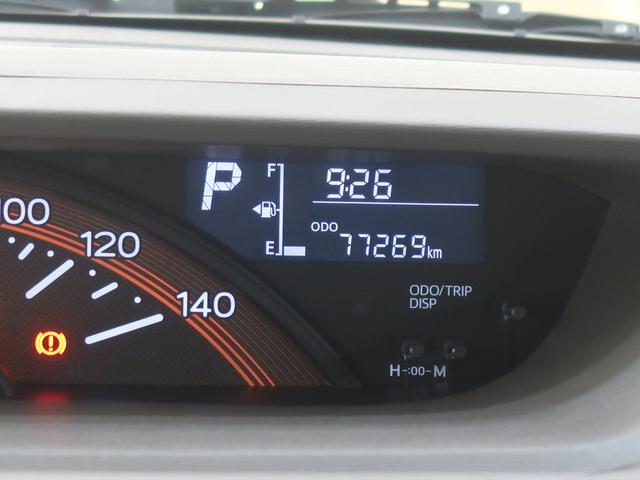 P
F
9:26
E
ODO
77269km
100
120
140
ODO/TRIP
DISP
H-:00-M